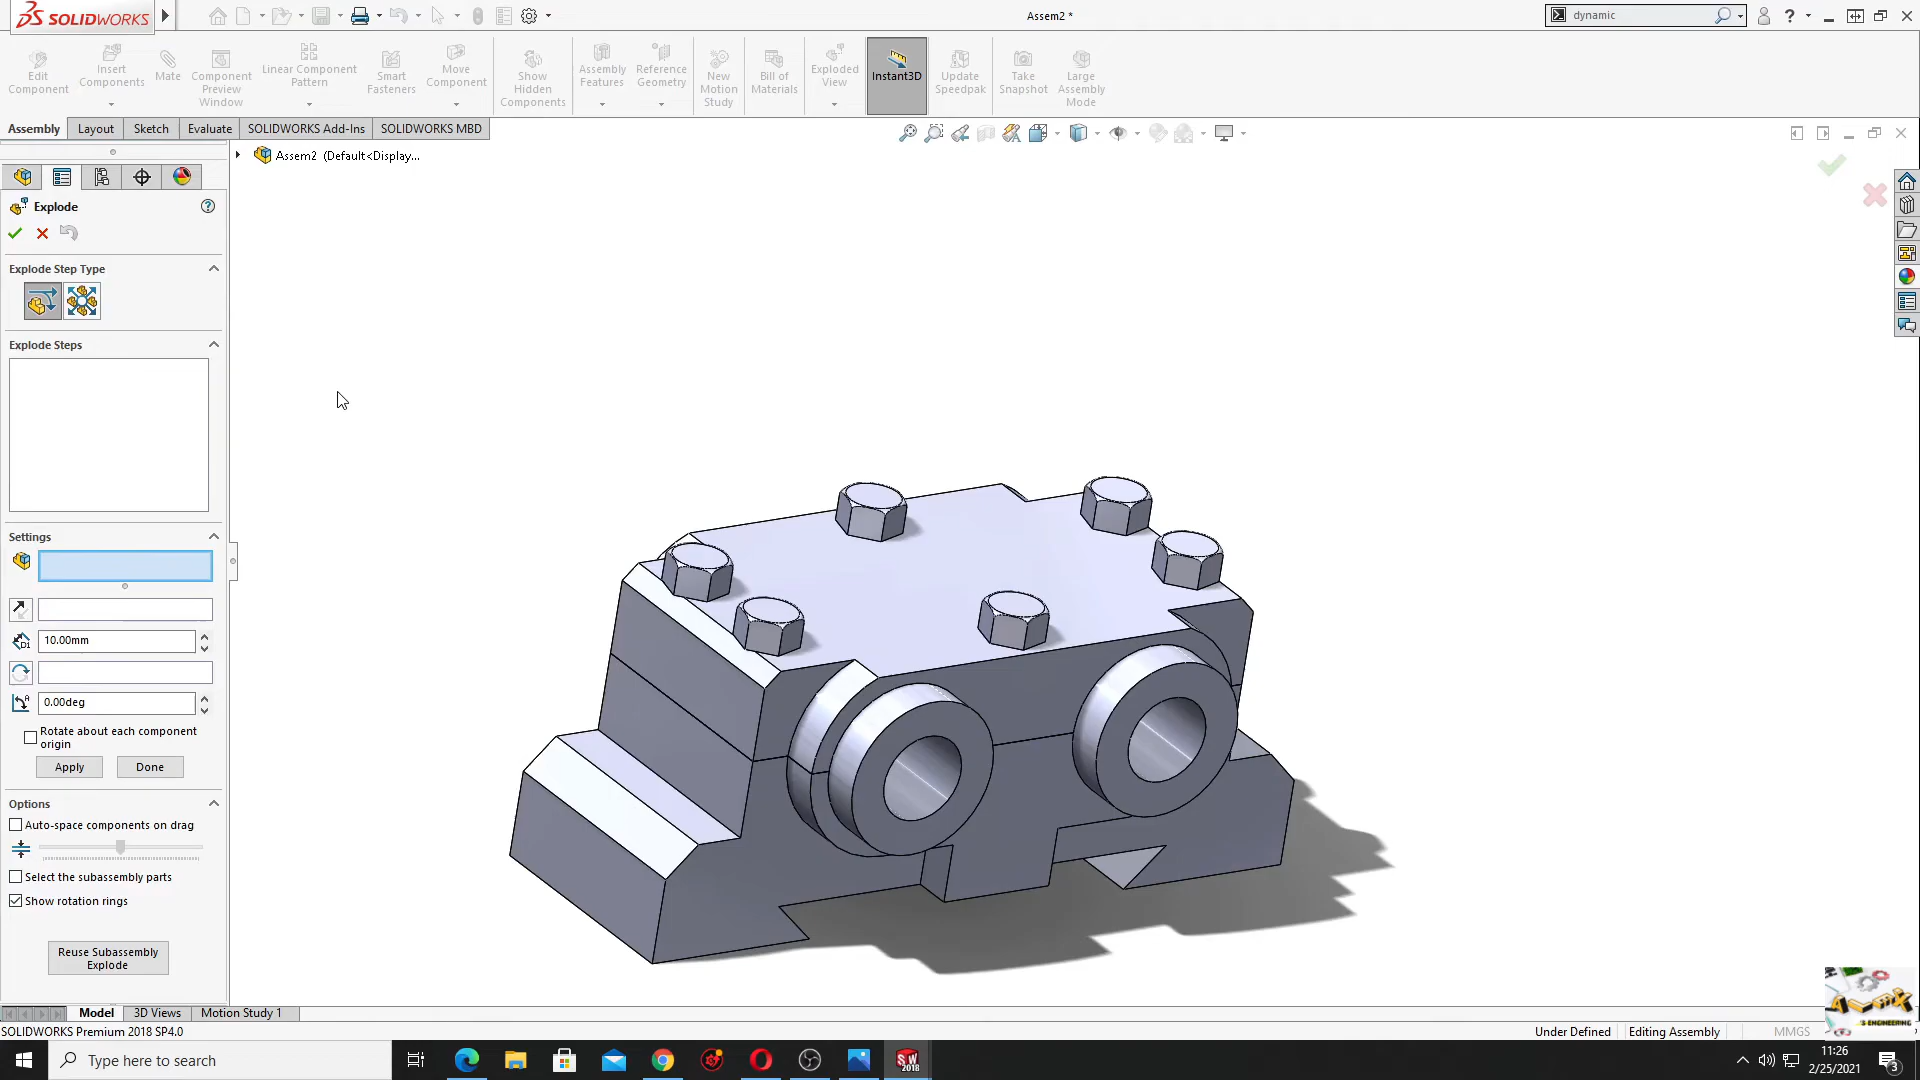 SOLIDWORKS
Assem2 *
dynamic
Edit Component
Insert Components
Mate
Component Preview Window
Linear Component Pattern
Smart Fasteners
Move Component
Show Hidden Components
Assembly Features
Reference Geometry
New Motion Study
Bill of Materials
Exploded View
Instant3D
Update Speedpak
Take Snapshot
Large Assembly Mode
Assembly
Layout
Sketch
Evaluate
SOLIDWORKS Add-Ins
SOLIDWORKS MBD
Assem2 (Default<Display...
Explode
Explode Step Type
Explode Steps
Settings
10.00mm
0.00deg
Rotate about each component
origin
Apply
Done
Options
Auto-space components on drag
Select the subassembly parts
Show rotation rings
Reuse Subassembly
Explode
Model
3D Views
Motion Study 1
SOLIDWORKS Premium 2018 SP4.0
Under Defined
Editing Assembly
MMGS
Type here to search
11:26
2/25/2021
3